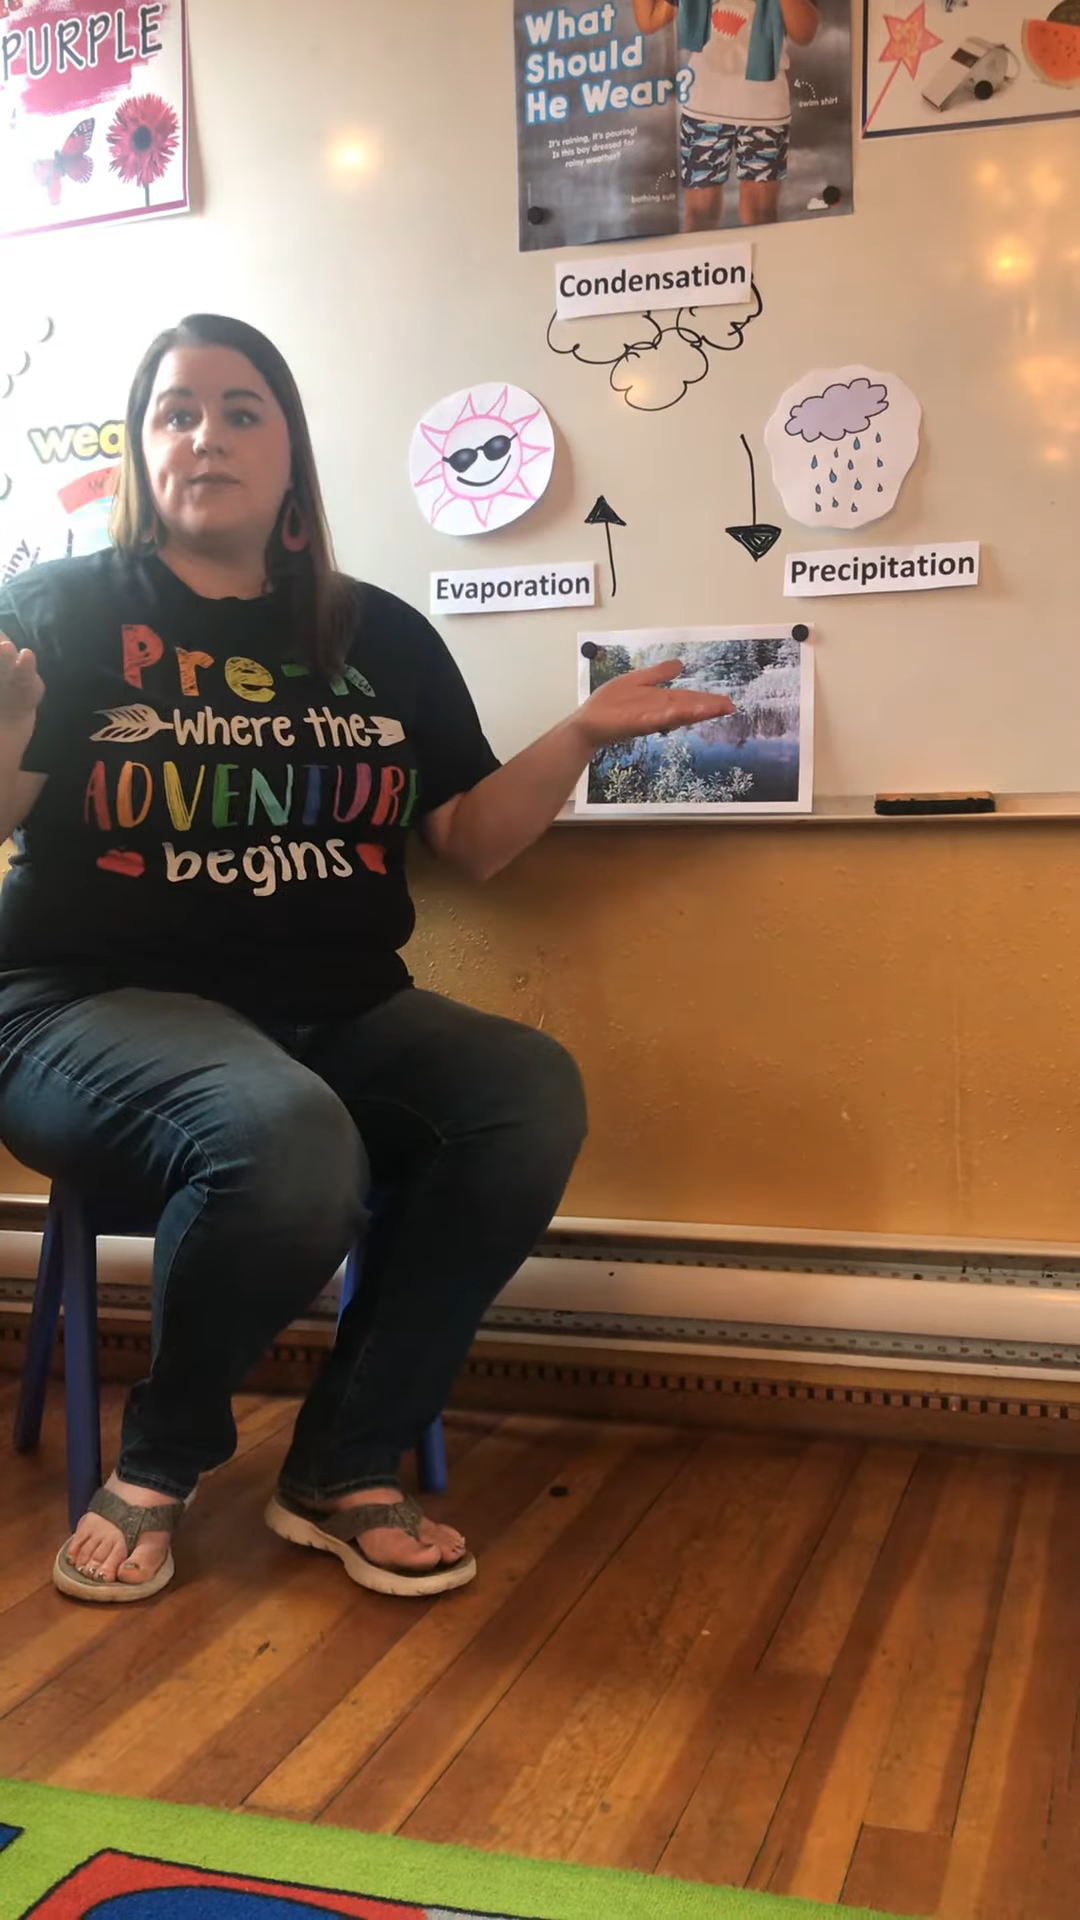 PURPLE
What
Should
He Wear?
It's raining, it's pouring!
Is this boy dressed for
rainy weather?
swim shirt
bathing suit
Condensation
wea
Evaporation
Precipitation
Pre-K
where the
ADVENTURE
begins